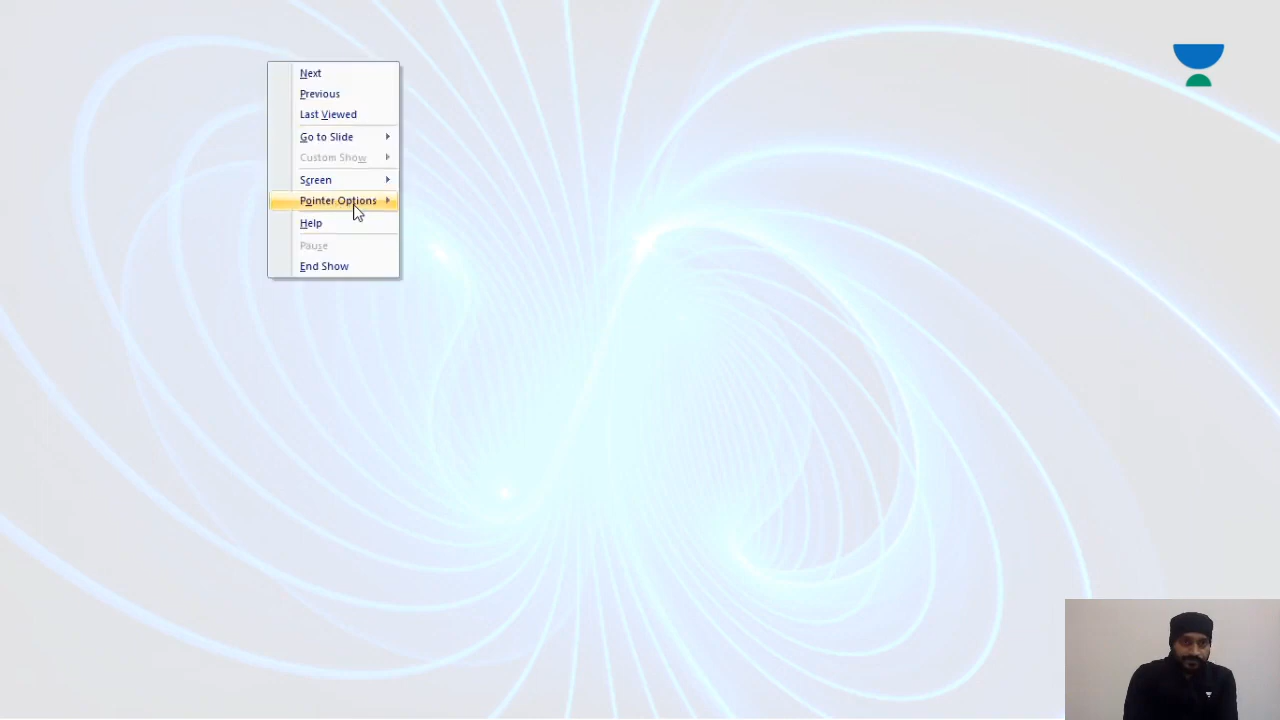 Next
Previous
Last Viewed
Go to Slide
Custom Show
Screen
Pointer Options
Help
Pause
End Show